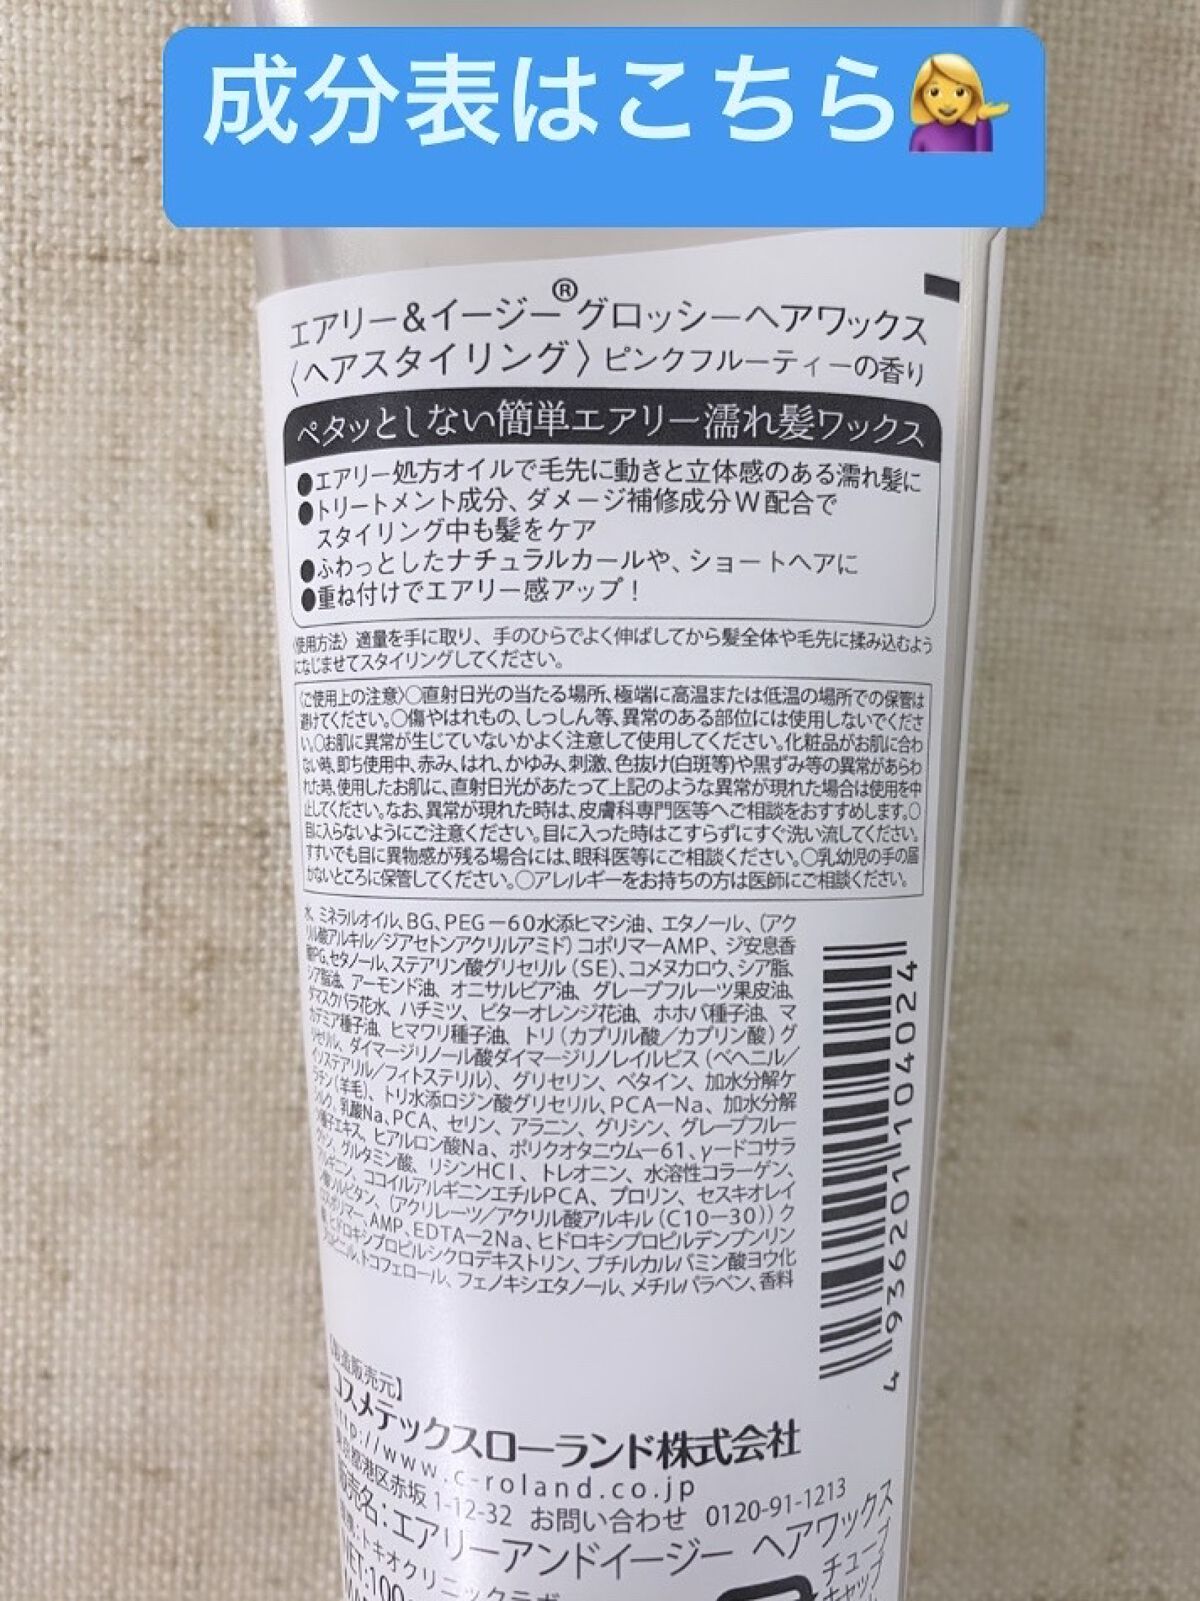 成分表はこちら💁‍♀️
エアリー&イージー®グロッシーヘアワックス
〈ヘアスタイリング〉ピンクフルーティーの香り
ペタッとしない簡単エアリー濡れ髪ワックス
●エアリー処方オイルで毛先に動きと立体感のある濡れ髪に
●トリートメント成分、ダメージ補修成分W配合で
スタイリング中も髪をケア
●ふわっとしたナチュラルカールや、ショートヘアに
●重ね付けでエアリー感アップ!
〈使用方法〉適量を手に取り、手のひらでよく伸ばしてから髪全体や毛先に揉み込むよう
になじませてスタイリングしてください。
〈ご使用上の注意〉○直射日光の当たる場所、極端に高温または低温の場所での保管は
避けてください。○傷やはれもの、しっしん等、異常のある部位には使用しないでくださ
い。○お肌に異常が生じていないかよく注意して使用してください。化粧品がお肌に合わ
ない時、即ち使用中、赤み、はれ、かゆみ、刺激、色抜け(白斑等)や黒ずみ等の異常があらわ
れた時、使用したお肌に、直射日光があたって上記のような異常が現れた場合は使用を中
止してください。なお、異常が現れた時は、皮膚科専門医等へご相談をおすすめします。○
目に入らないようにご注意ください。目に入った時はこすらずにすぐ洗い流してください。
すすいでも目に異物感が残る場合には、眼科医等にご相談ください。○乳幼児の手の届
かないところに保管してください。○アレルギーをお持ちの方は医師にご相談ください。
水、ミネラルオイル、BG、PEG－60水添ヒマシ油、エタノール、(アク
リル酸アルキル/ジアセトンアクリルアミド)コポリマーAMP、ジ安息香
酸PG、セタノール、ステアリン酸グリセリル(SE)、コメヌカロウ、シア脂、
シア脂油、アーモンド油、オニサルビア油、グレープフルーツ果皮油、
ダマスクバラ花水、ハチミツ、ビターオレンジ花油、ホホバ種子油、マ
カデミア種子油、ヒマワリ種子油、トリ(カプリル酸/カプリン酸)グ
リセリル、ダイマージリノール酸ダイマージリノレイルビス(ベヘニル/
イソステアリル/フィトステリル)、グリセリン、ベタイン、加水分解ケ
ラチン(羊毛)、トリ水添ロジン酸グリセリル、PCA－Na、加水分解
シルク、乳酸Na、PCA、セリン、アラニン、グリシン、グレープフルー
ツ種子エキス、ヒアルロン酸Na、ポリクオタニウム－61、γ－ドコサラ
クトン、グルタミン酸、リシンHCl、トレオニン、水溶性コラーゲン、
アルギニン、ココイルアルギニンエチルPCA、プロリン、セスキオレイ
ン酸ソルビタン、(アクリレーツ/アクリル酸アルキル(C10－30))ク
ロスポリマー、AMP、EDTA－2Na、ヒドロキシプロピルデンプンリン
酸、ヒドロキシプロピルシクロデキストリン、ブチルカルバミン酸ヨウ化
プロピニル、トコフェロール、フェノキシエタノール、メチルパラベン、香料
4936201104024
【製造販売元】
コスメテックスローランド株式会社
http://www.c-roland.co.jp
東京都港区赤坂1-12-32 お問い合わせ 0120-91-1213
販売名:エアリーアンドイージー ヘアワックス
トキオクリニックラボ
チューブ
キャップ
NET:100